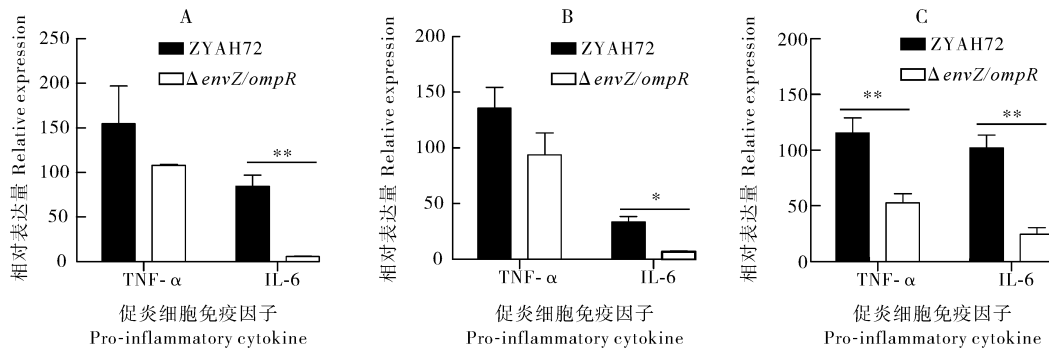 A
相对表达量 Relative expression
250
200
150
100
50
0
ZYAH72
ΔenvZ/ompR
**
TNF-α
IL-6
促炎细胞免疫因子
Pro-inflammatory cytokine
B
相对表达量 Relative expression
200
150
100
50
0
ZYAH72
ΔenvZ/ompR
*
TNF-α
IL-6
促炎细胞免疫因子
Pro-inflammatory cytokine
C
相对表达量 Relative expression
200
150
100
50
0
ZYAH72
ΔenvZ/ompR
**
**
TNF-α
IL-6
促炎细胞免疫因子
Pro-inflammatory cytokine